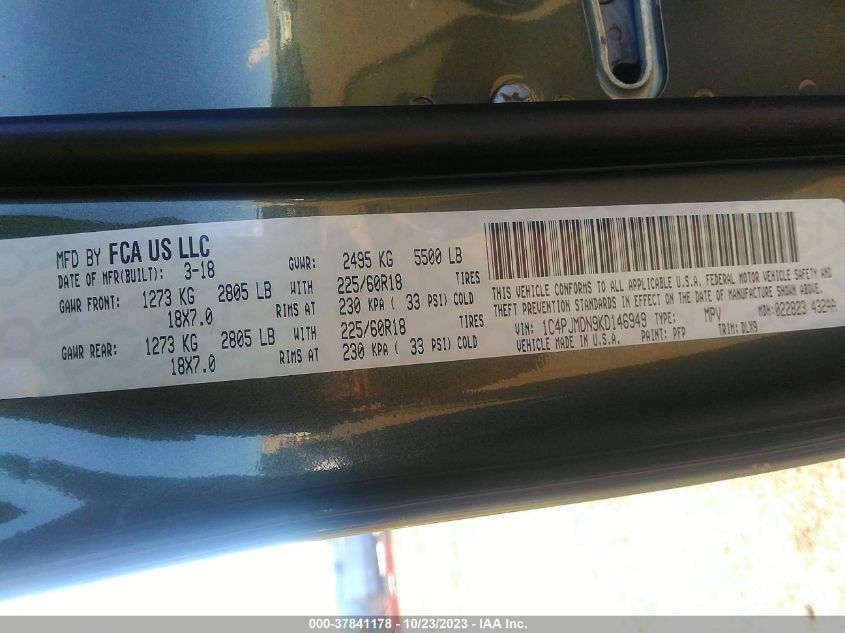 MFD BY FCA US LLC GVWR: 2495 KG 5500 LB
DATE OF MFR(BUILT): 3-18
GAWR FRONT: 1273 KG 2805 LB WITH 225/60R18 TIRES
18X7.0 RIMS AT 230 KPA ( 33 PSI) COLD
GAWR REAR: 1273 KG 2805 LB WITH 225/60R18 TIRES
18X7.0 RIMS AT 230 KPA ( 33 PSI) COLD
THIS VEHICLE CONFORMS TO ALL APPLICABLE U.S.A. FEDERAL MOTOR VEHICLE SAFETY AND
THEFT PREVENTION STANDARDS IN EFFECT ON THE DATE OF MANUFACTURE SHOWN ABOVE.
VIN: 1C4PJMDN9KD146949 TYPE: MPV MDH: 022823 432AA
VEHICLE MADE IN U.S.A. PAINT: PFP TRIM: DLX9
000-37841178 - 10/23/2023 - IAA Inc.